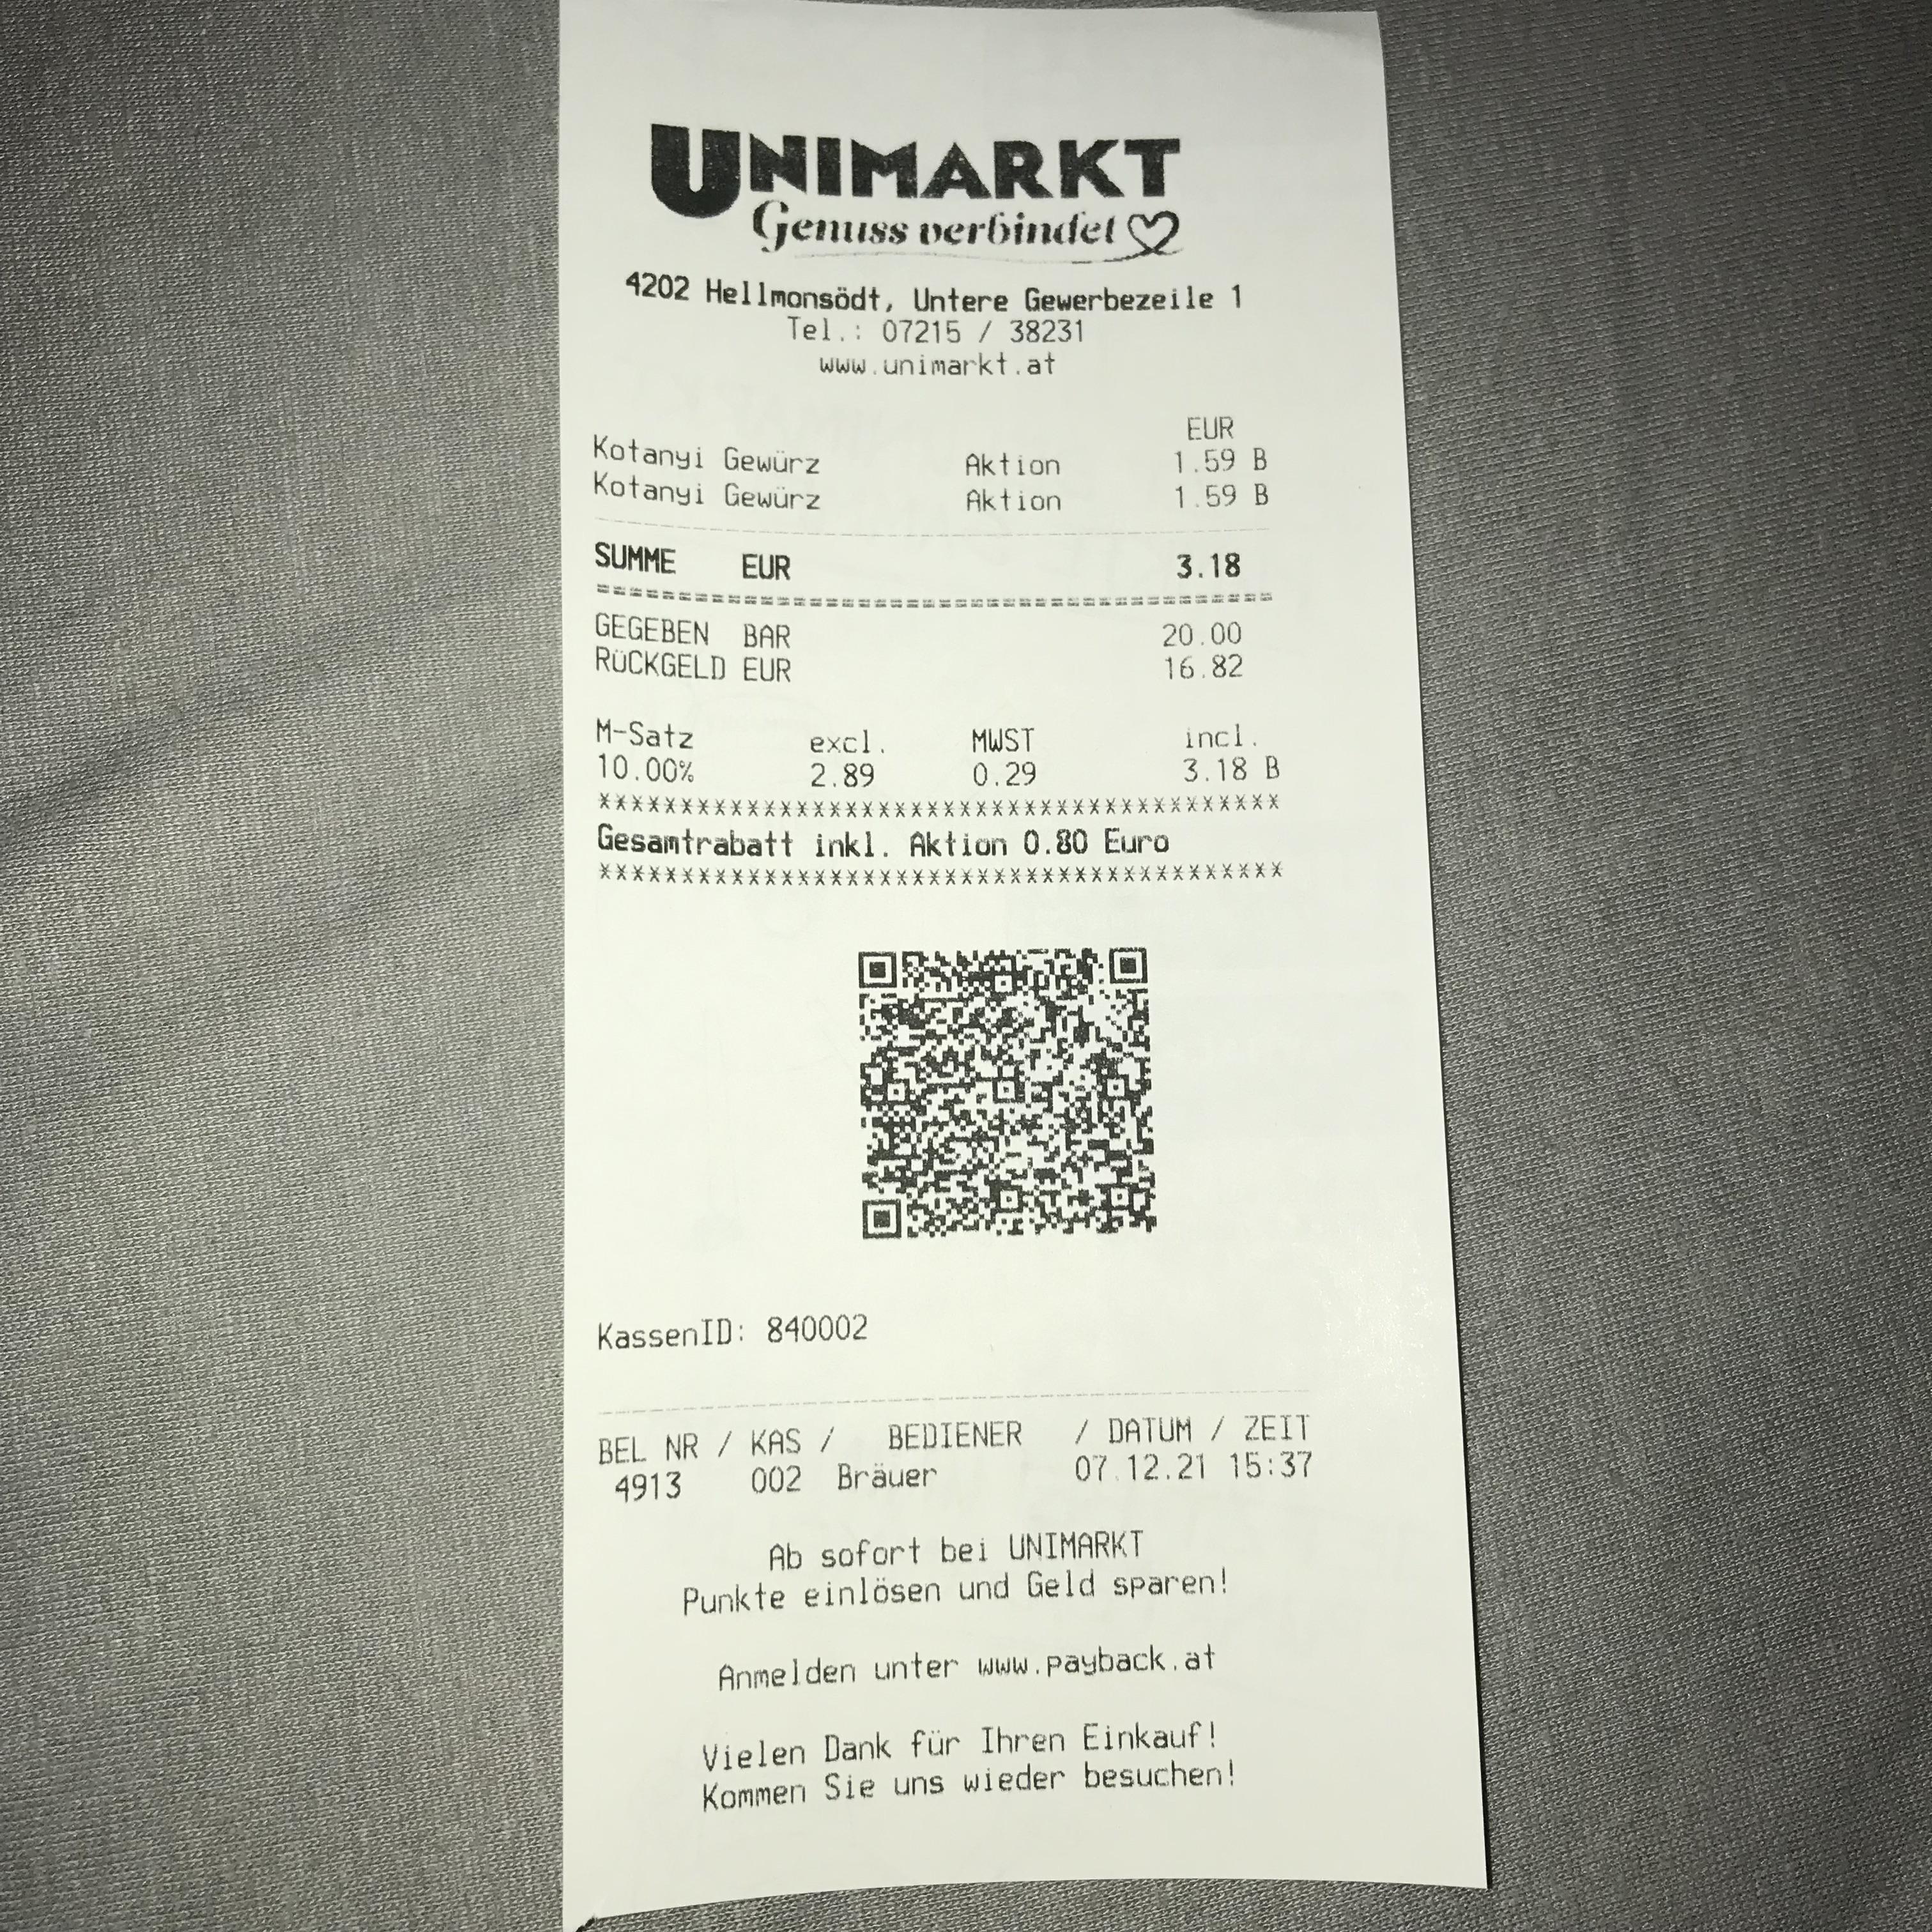 UNIMARKT
Genuss verbindet
4202 Hellmonsödt, Untere Gewerbezeile 1
Tel.: 07215 / 38231
www.unimarkt.at
EUR
Kotanyi Gewürz Aktion 1.59 B
Kotanyi Gewürz Aktion 1.59 B
SUMME EUR 3.18
GEGEBEN BAR 20.00
RÜCKGELD EUR 16.82
M-Satz excl. MWST incl.
10.00% 2.89 0.29 3.18 B
Gesamtrabatt inkl. Aktion 0.80 Euro
KassenID: 840002
BEL NR / KAS / BEDIENER / DATUM / ZEIT
4913 002 Bräuer 07.12.21 15:37
Ab sofort bei UNIMARKT
Punkte einlösen und Geld sparen!
Anmelden unter www.payback.at
Vielen Dank für Ihren Einkauf!
Kommen Sie uns wieder besuchen!